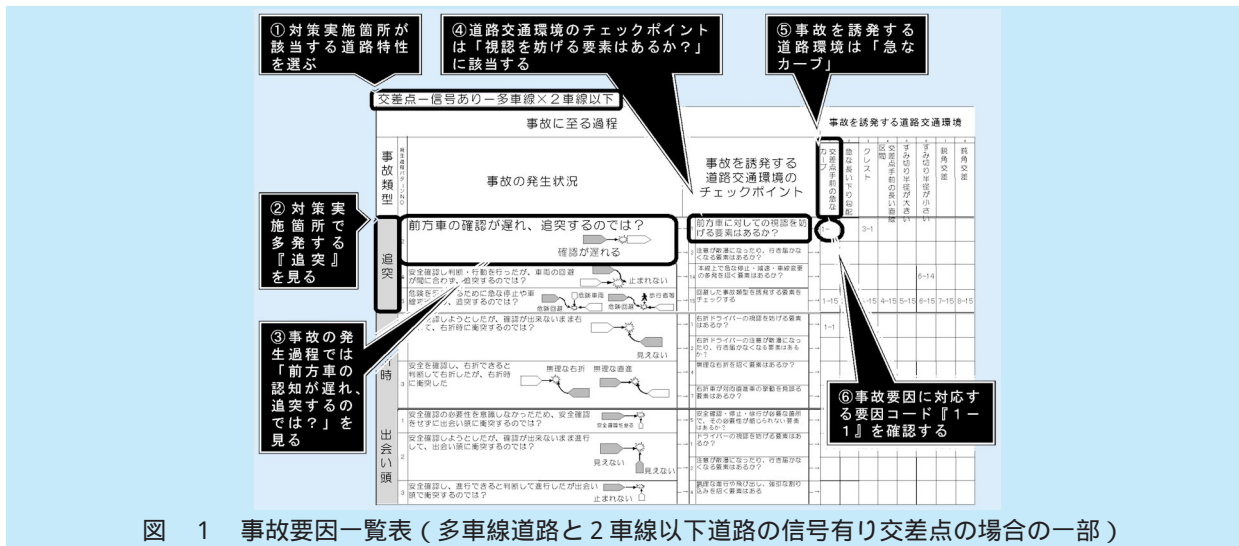 ①対策実施箇所が
該当する道路特性
を選ぶ
④道路交通環境のチェックポイント
は「視認を妨げる要素はあるか？」
に該当する
⑤事故を誘発する
道路環境は「急な
カーブ」
交差点－信号あり－多車線×２車線以下
事故に至る過程
事故を誘発する道路交通環境
事故類型
事故の発生状況
事故を誘発する
道路交通環境の
チェックポイント
交差点手前の急な
カーブ
急な長い下り勾配
クレスト
交差点手前の長い直線
区間
すみ切り半径が大きい
すみ切り半径が小さい
鋭角交差
鈍角交差
②対策実
施箇所で
多発する
『追突』
を見る
追突
前方車の確認が遅れ、追突するのでは？
確認が遅れる
前方車に対しての視認を妨
げる要素はあるか？
3-1
注意が散漫になったり、行き届かな
くなる要素はあるか？
安全確認し判断・行動を行ったが、車両の回避
が間に合わず、追突するのでは？
止まれない
本線上で急な停止・減速・車線変更
の多発を招く要素はあるか？
6-14
危険車両
歩行者等
危険回避
危険回避
回避した事故類型を誘発する要素を
チェックする
1-15
4-15
5-15
6-15
7-15
8-15
③事故の発
生過程では
「前方車の
認知が遅れ、
追突するの
では？」を
見る
見えない
右折ドライバーの視認を妨げる要素
はあるか？
1-1
右折ドライバーの注意が散漫になっ
たり、行き届かなくなる要素はある
か？
時
3
安全を確認し、右折できると
判断して右折したが、右折時
に衝突した
無理な右折
無理な直進
無理な右折を招く要素はあるか？
右折車が対向直進車の挙動を見誤る
要素はあるか？
⑥事故要因に対応す
る要因コード『１－
１』を確認する
出会い頭
1
安全確認の必要性を意識しなかったため、安全確認
をせずに出会い頭に衝突するのでは？
安全確認を怠る
安全確認・停止・徐行が必要な箇所
で、その必要性が感じられない要素
はあるか？
2
安全確認しようとしたが、確認が出来ないまま進行
して、出会い頭に衝突するのでは？
見えない
見えない
ドライバーの視認を妨げる要素はあ
るか？
注意が散漫になったり、行き届かな
くなる要素はあるか？
3
安全確認し、進行できると判断して進行したが出会い
頭で衝突するのでは？
止まれない
図　1　事故要因一覧表（多車線道路と２車線以下道路の信号有り交差点の場合の一部）